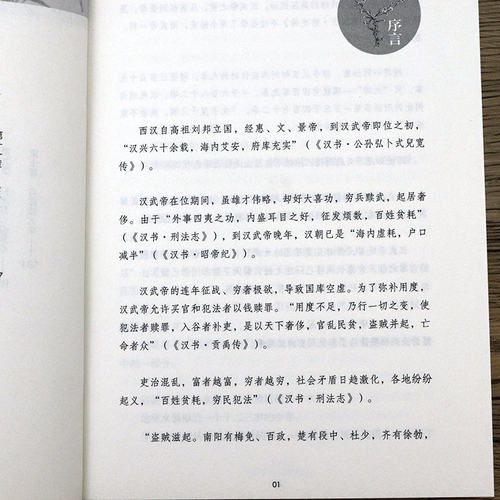 序言
西汉自高祖刘邦立国，经惠、文、景帝，到汉武帝即位之初，
“汉兴六十余载，海内艾安，府库充实”（《汉书·公孙弘卜式兒宽
传》）。
汉武帝在位期间，虽雄才伟略，却好大喜功，穷兵赎武，起居奢
侈。由于“外事四夷之功，内盛耳目之好，征发烦数，百姓贫耗”
（《汉书·刑法志》），到汉武帝晚年，汉朝已是“海内虚耗，户口
减半”（《汉书·昭帝纪》）。
汉武帝的连年征战、穷奢极欲，导致国库空虚。为了弥补用度，
汉武帝允许买官和犯法者以钱赎罪。“用度不足，乃行一切之变，使
犯法者赎罪，入谷者补吏，是以天下奢侈，官乱民贫，盗贼并起，亡
命者众”（《汉书·贡禹传》）。
吏治混乱，富者越富，穷者越穷，社会矛盾日趋激化，各地纷纷
起义，“百姓贫耗，穷民犯法”（《汉书·刑法志》）。
“盗贼滋起。南阳有梅免、百政，楚有段中、杜少，齐有徐勃，
01